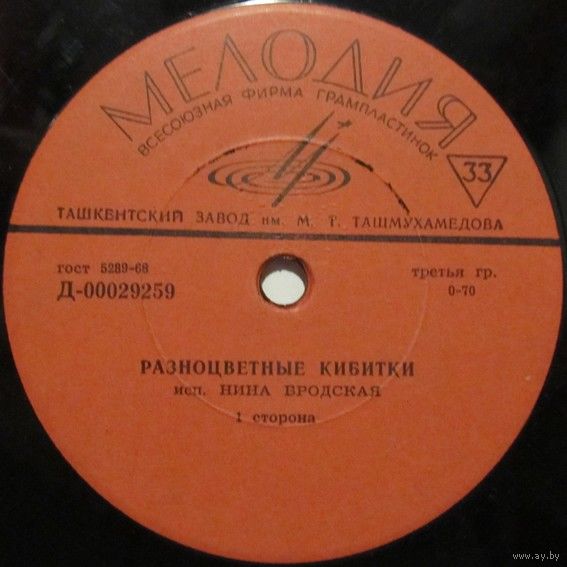 МЕЛОДИЯ
ВСЕСОЮЗНАЯ ФИРМА ГРАМПЛАСТИНОК
33
ТАШКЕНТСКИЙ ЗАВОД им. М. Т. ТАШМУХАМЕДОВА
гост 5289-68
третья гр.
Д-00029259
0-70
РАЗНОЦВЕТНЫЕ КИБИТКИ
исп. НИНА БРОДСКАЯ
1 сторона
www.ay.by